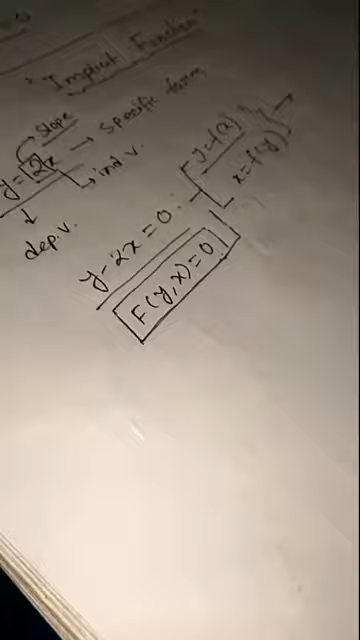 "Implicit Function"
Slope
y = 2x → specific form
ind v.
dep. v.
y - 2x = 0
y = f(x)
x = f(y)
F(y, x) = 0